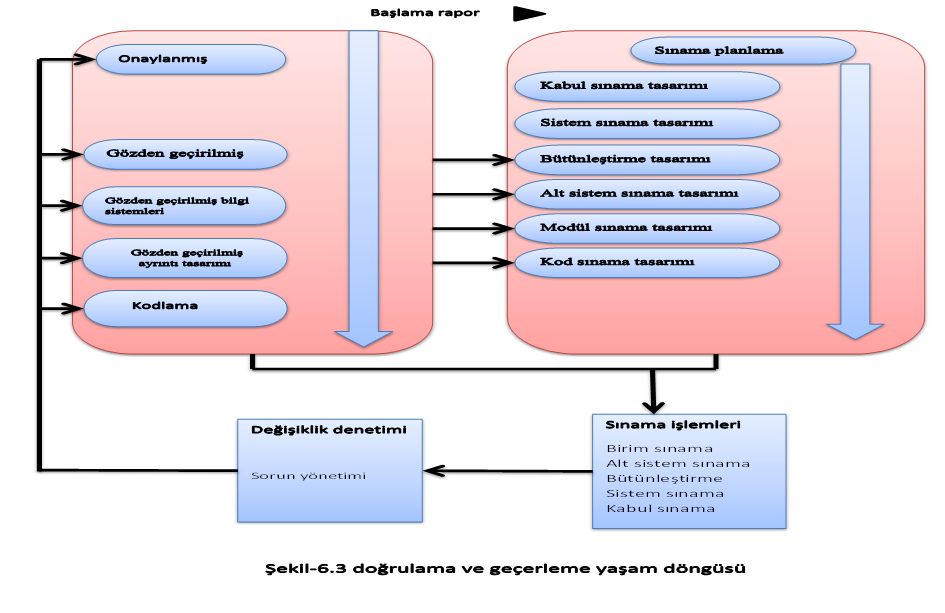 Başlama rapor
Onaylanmış
Gözden geçirilmiş
Gözden geçirilmiş bilgi
sistemleri
Gözden geçirilmiş
ayrıntı tasarımı
Kodlama
Sınama planlama
Kabul sınama tasarımı
Sistem sınama tasarımı
Bütünleştirme tasarımı
Alt sistem sınama tasarımı
Modül sınama tasarımı
Kod sınama tasarımı
Değişiklik denetimi
Sorun yönetimi
Sınama işlemleri
Birim sınama
Alt sistem sınama
Bütünleştirme
Sistem sınama
Kabul sınama
Şekil-6.3 doğrulama ve geçerleme yaşam döngüsü